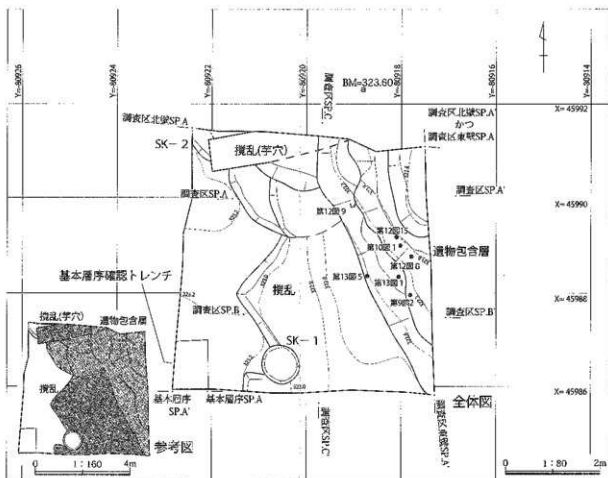 Y=-80926
Y=-80924
Y=-80922
Y=-80920
Y=-80918
Y=-80916
Y=-80914
調査区SP.C
BM=323.60
調査区北壁SP.A'
かつ
調査区東壁SP.A
X= 45992
調査区北壁SP.A
SK-2
攪乱(芋穴)
調査区SP.A
調査区SP.A'
X= 45990
第12図 9
第12図15
第10図 1
遺物包含層
第12図 6
第13図 5
第13図 1
第9図 2
基本層序確認トレンチ
攪乱
調査区SP.B
調査区SP.B'
X= 45988
SK-1
攪乱(芋穴)
遺物包含層
攪乱
基本層序
SP.A'
基本層序SP.A
調査区SP.C'
調査区東壁SP.A'
全体図
X= 45986
参考図
0 1:160 4m
0 1:80 2m